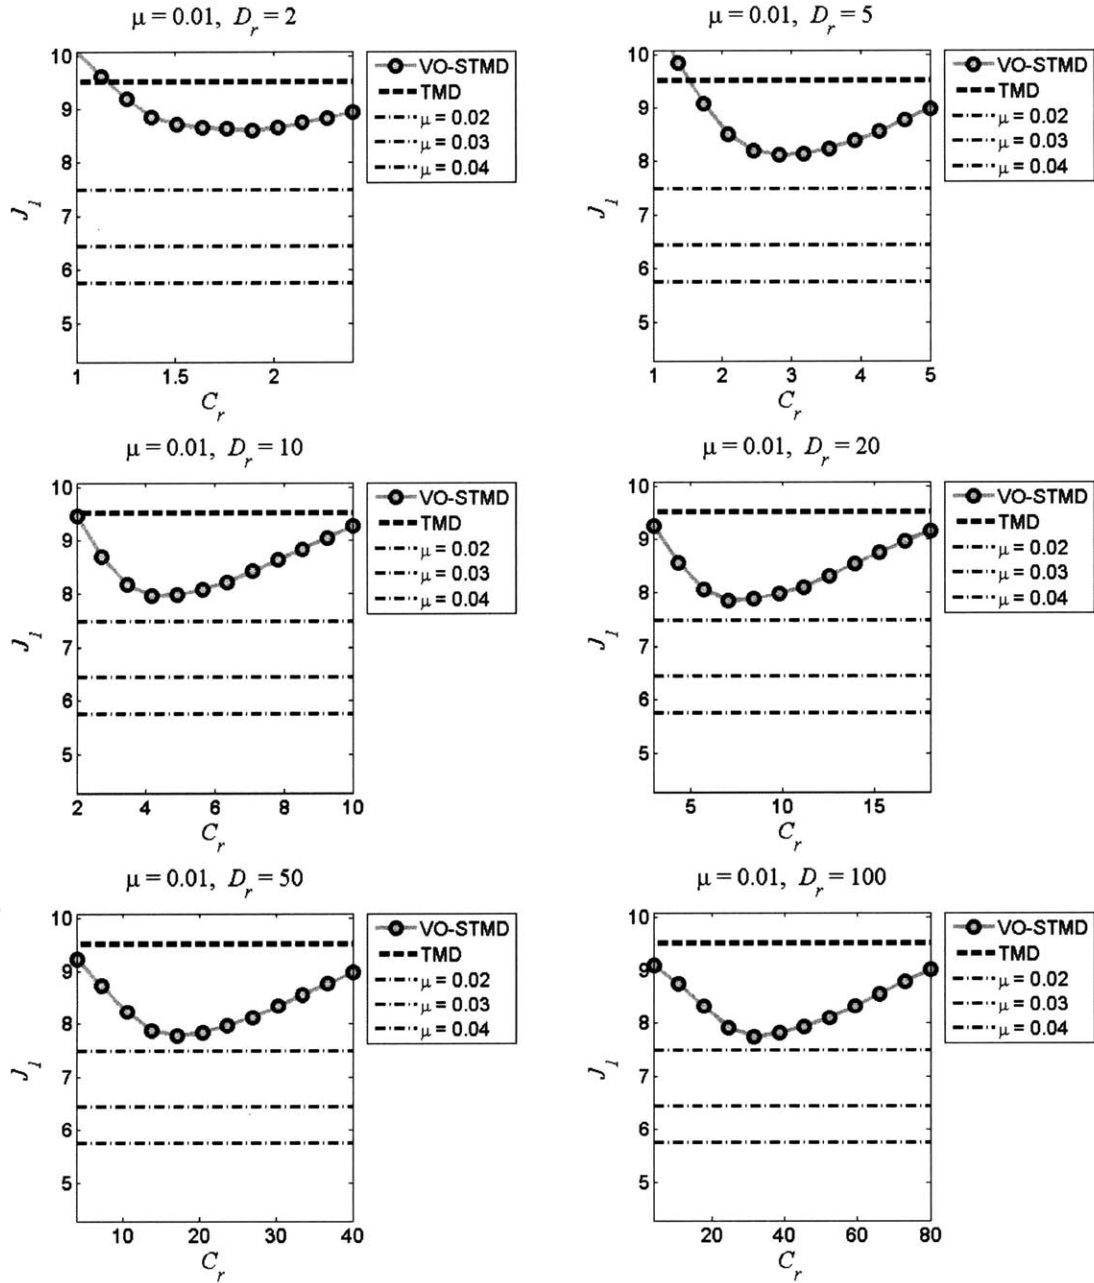 μ = 0.01, D_r = 2
10
9
8
7
6
5
J_1
1
1.5
2
C_r
VO-STMD
TMD
μ = 0.02
μ = 0.03
μ = 0.04
μ = 0.01, D_r = 5
10
9
8
7
6
5
J_1
1
2
3
4
5
C_r
VO-STMD
TMD
μ = 0.02
μ = 0.03
μ = 0.04
μ = 0.01, D_r = 10
10
9
8
7
6
5
J_1
2
4
6
8
10
C_r
VO-STMD
TMD
μ = 0.02
μ = 0.03
μ = 0.04
μ = 0.01, D_r = 20
10
9
8
7
6
5
J_1
5
10
15
C_r
VO-STMD
TMD
μ = 0.02
μ = 0.03
μ = 0.04
μ = 0.01, D_r = 50
10
9
8
7
6
5
J_1
10
20
30
40
C_r
VO-STMD
TMD
μ = 0.02
μ = 0.03
μ = 0.04
μ = 0.01, D_r = 100
10
9
8
7
6
5
J_1
20
40
60
80
C_r
VO-STMD
TMD
μ = 0.02
μ = 0.03
μ = 0.04